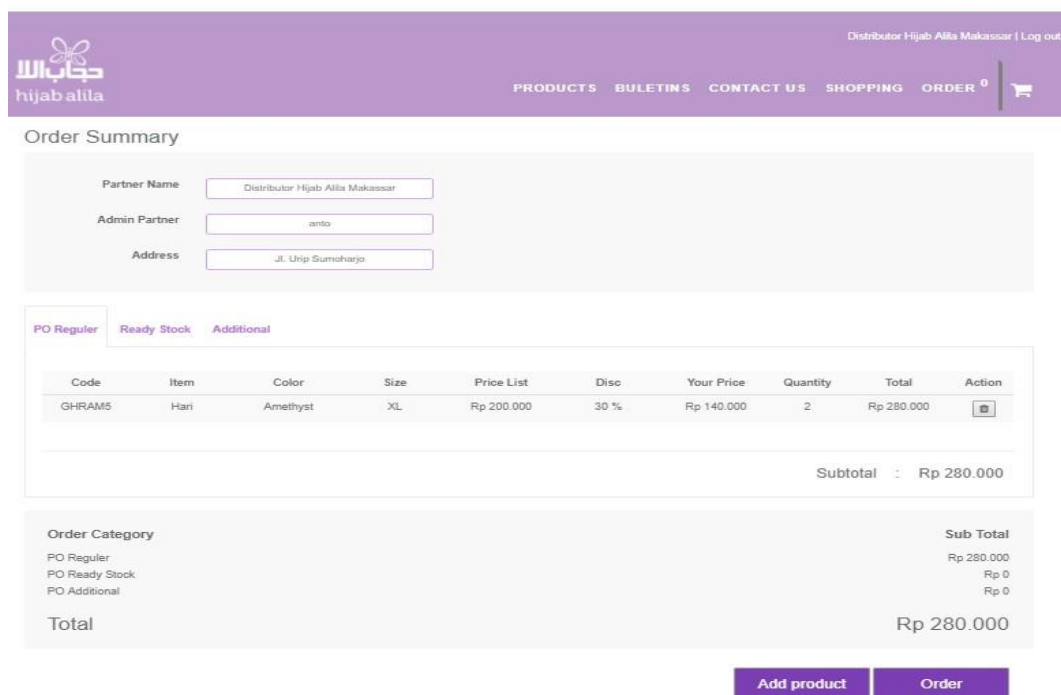 Distributor Hijab Alila Makassar | Log out
حجاب اللا
hijab alila
PRODUCTS BULETINS CONTACT US SHOPPING ORDER 0
Order Summary
Partner Name Distributor Hijab Alila Makassar
Admin Partner anto
Address Jl. Urip Sumoharjo
PO Reguler Ready Stock Additional
Code Item Color Size Price List Disc Your Price Quantity Total Action
GHRAM5 Hari Amethyst XL Rp 200.000 30 % Rp 140.000 2 Rp 280.000
Subtotal : Rp 280.000
Order Category Sub Total
PO Reguler Rp 280.000
PO Ready Stock Rp 0
PO Additional Rp 0
Total Rp 280.000
Add product Order